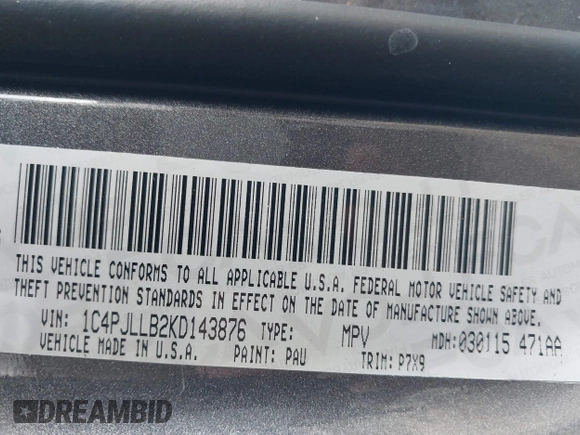 THIS VEHICLE CONFORMS TO ALL APPLICABLE U.S.A. FEDERAL MOTOR VEHICLE SAFETY AND
THEFT PREVENTION STANDARDS IN EFFECT ON THE DATE OF MANUFACTURE SHOWN ABOVE.
VIN: 1C4PJLLB2KD143876 TYPE: MPV MDH: 030115 471AA
VEHICLE MADE IN U.S.A. PAINT: PAU TRIM: P7X9
DREAMBID